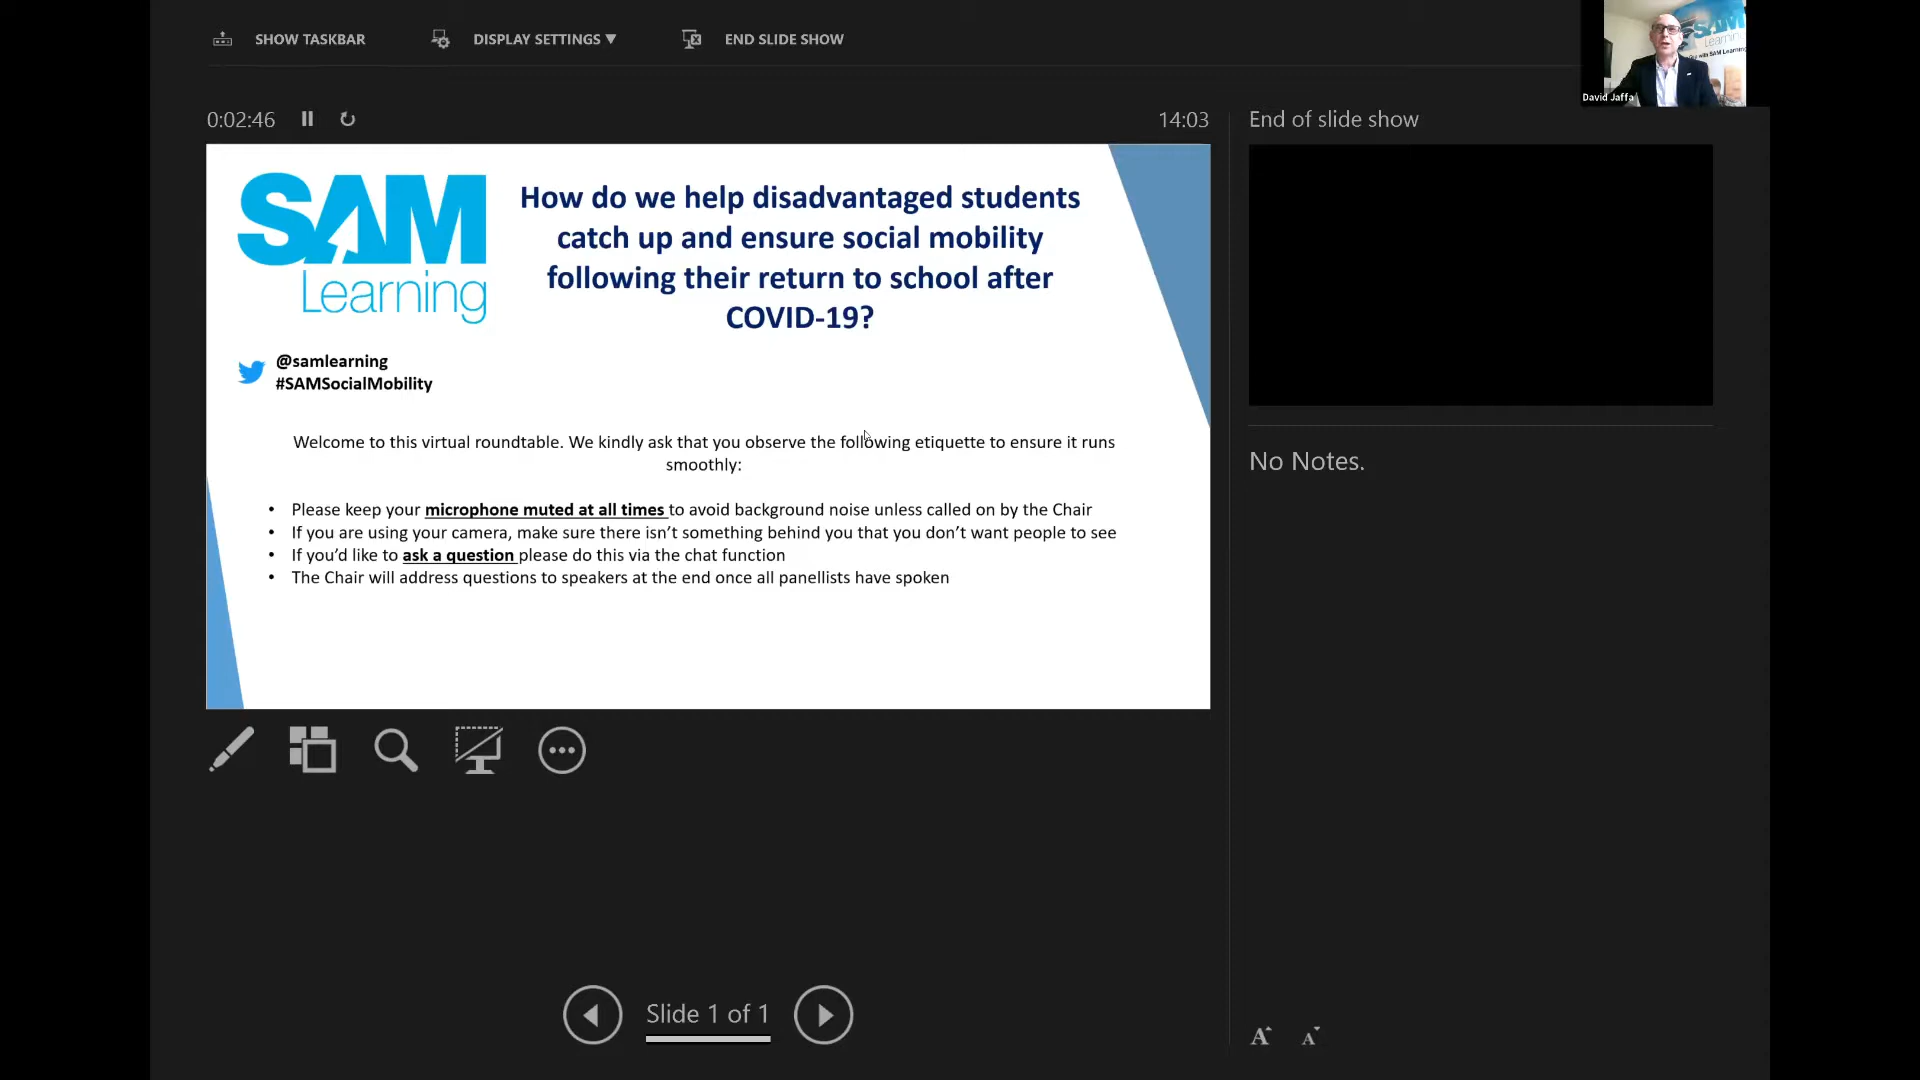 SHOW TASKBAR
DISPLAY SETTINGS
END SLIDE SHOW
SAM
Learning
David Jaffa
0:02:46
14:03
End of slide show
SAM
Learning
How do we help disadvantaged students
catch up and ensure social mobility
following their return to school after
COVID-19?
@samlearning
#SAMSocialMobility
Welcome to this virtual roundtable. We kindly ask that you observe the following etiquette to ensure it runs
smoothly:
• Please keep your microphone muted at all times to avoid background noise unless called on by the Chair
• If you are using your camera, make sure there isn't something behind you that you don't want people to see
• If you'd like to ask a question please do this via the chat function
• The Chair will address questions to speakers at the end once all panellists have spoken
No Notes.
Slide 1 of 1
A A